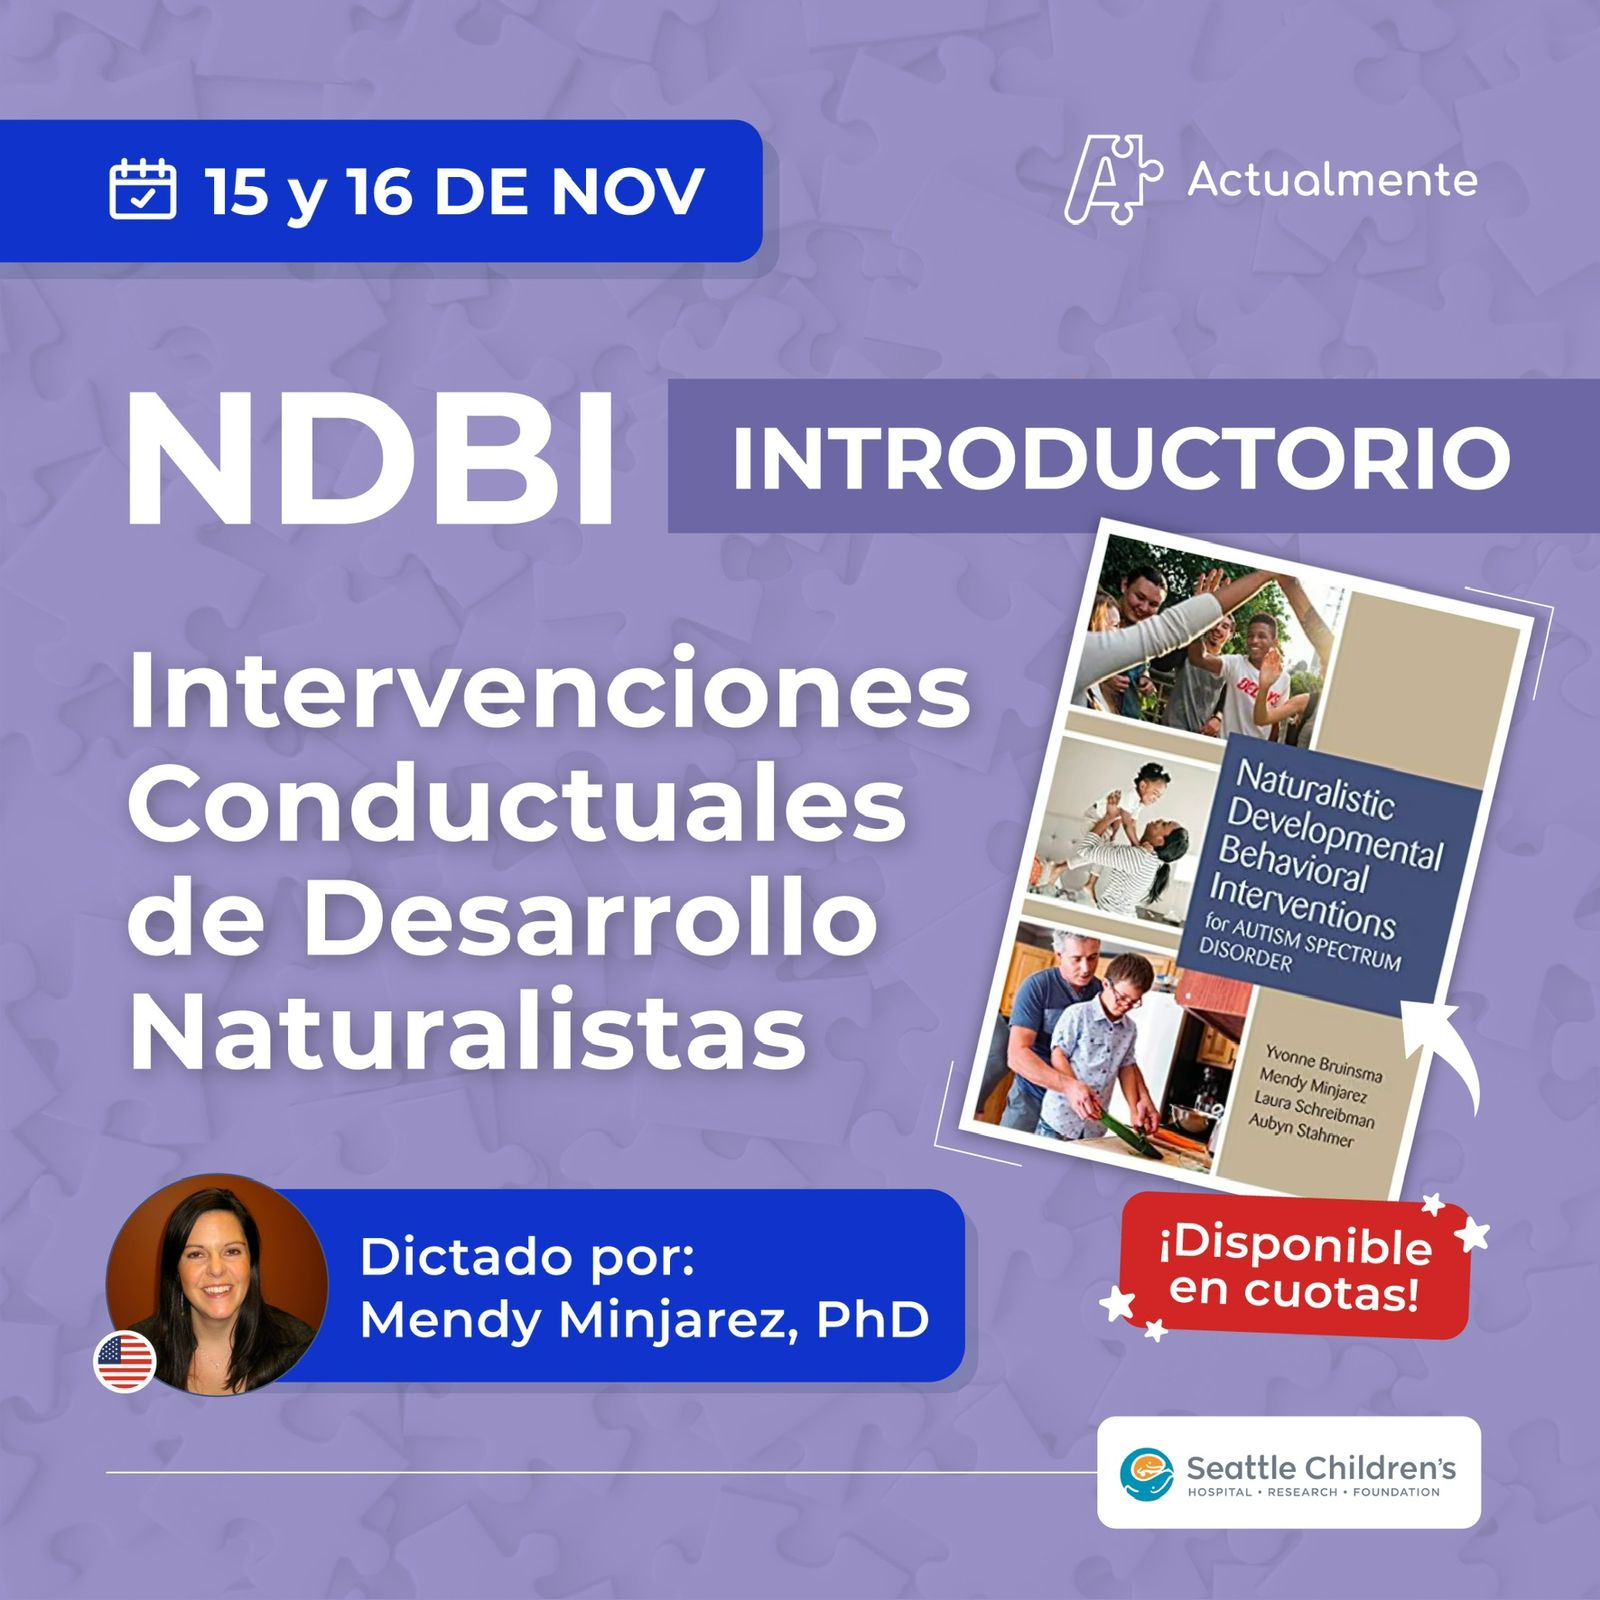 15 y 16 DE NOV
Actualmente
NDBI
INTRODUCTORIO
Intervenciones
Conductuales
de Desarrollo
Naturalistas
Naturalistic
Developmental
Behavioral
Interventions
for AUTISM SPECTRUM
DISORDER
Yvonne Bruinsma
Mendy Minjarez
Laura Schreibman
Aubyn Stahmer
Dictado por:
Mendy Minjarez, PhD
¡Disponible
en cuotas!
Seattle Children's
HOSPITAL • RESEARCH • FOUNDATION